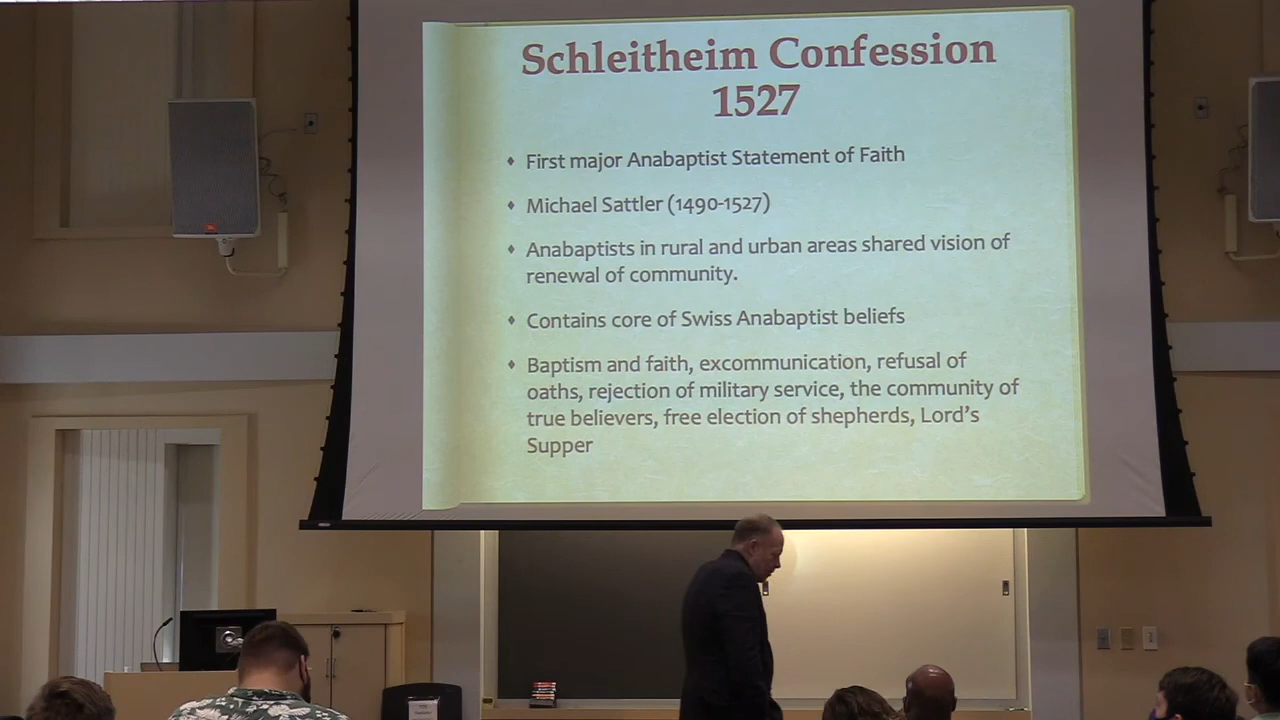 Schleitheim Confession
1527
⬧ First major Anabaptist Statement of Faith
⬧ Michael Sattler (1490-1527)
⬧ Anabaptists in rural and urban areas shared vision of
renewal of community.
⬧ Contains core of Swiss Anabaptist beliefs
⬧ Baptism and faith, excommunication, refusal of
oaths, rejection of military service, the community of
true believers, free election of shepherds, Lord's
Supper